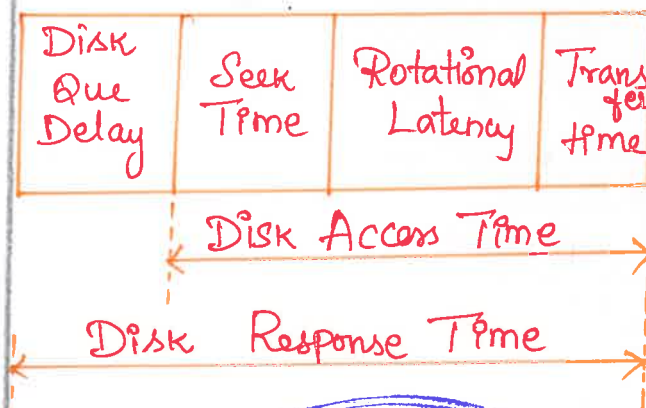 Disk
Que
Delay
Seek
Time
Rotational
Latency
Trans
fer
time
Disk Access Time
Disk Response Time